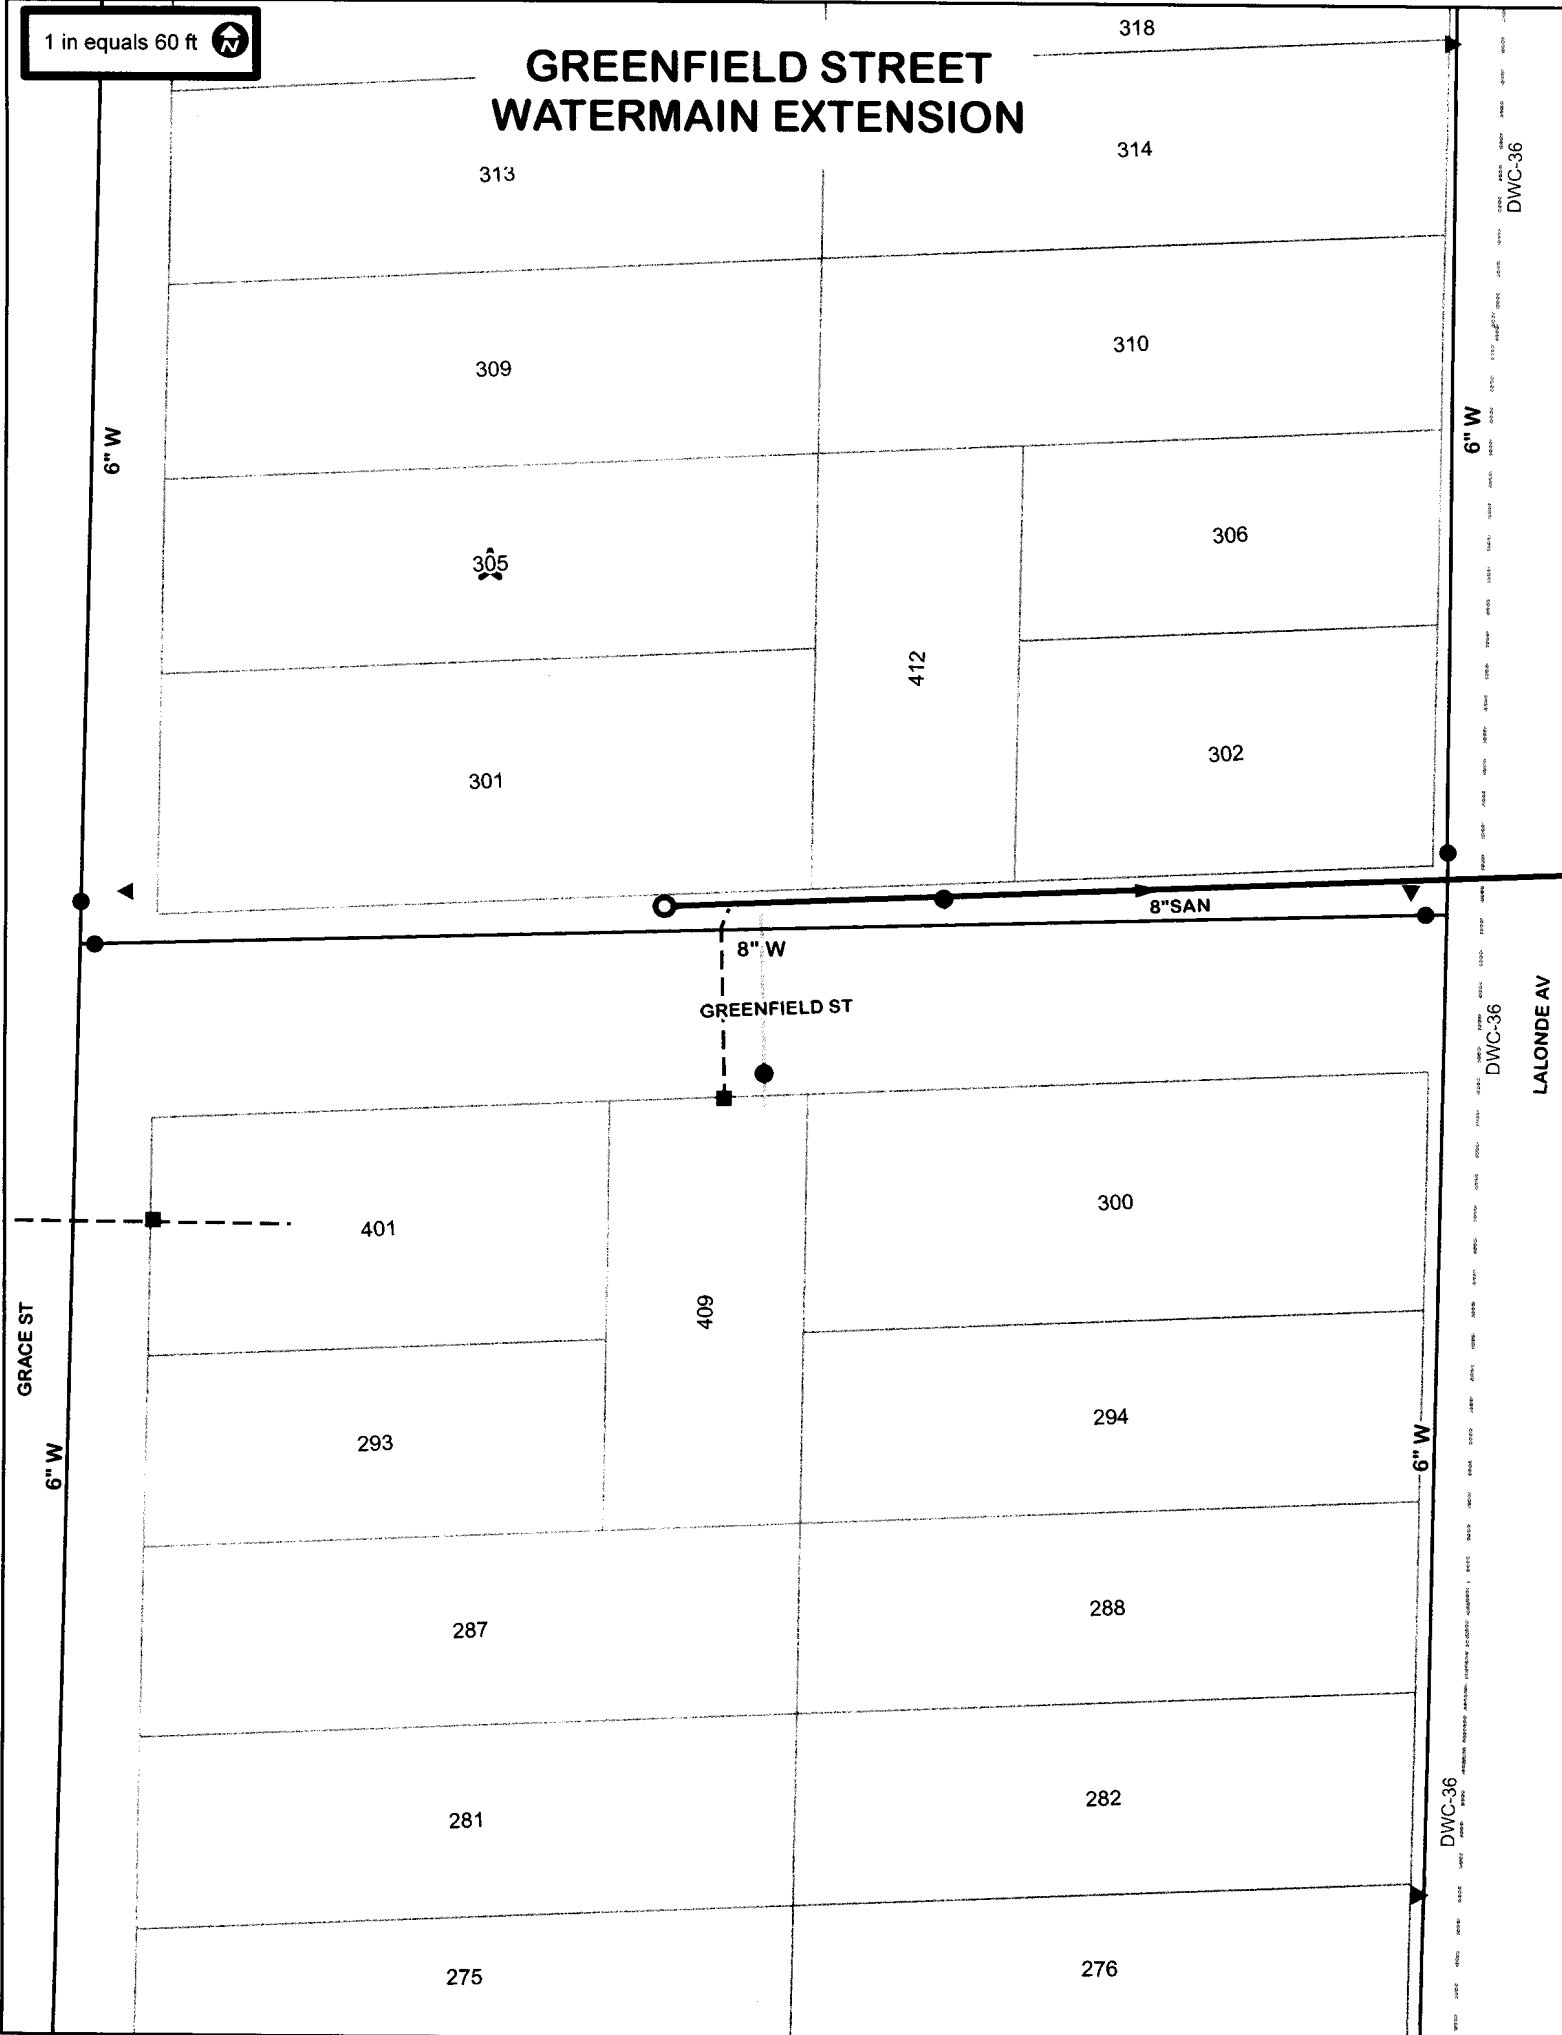 1 in equals 60 ft N
GREENFIELD STREET
WATERMAIN EXTENSION
318
313
314
DWC-36
309
310
6" W
6" W
305
306
412
301
302
8"SAN
8" W
GREENFIELD ST
DWC-36
LALONDE AV
401
300
409
GRACE ST
293
294
6" W
6" W
287
288
281
282
DWC-36
275
276